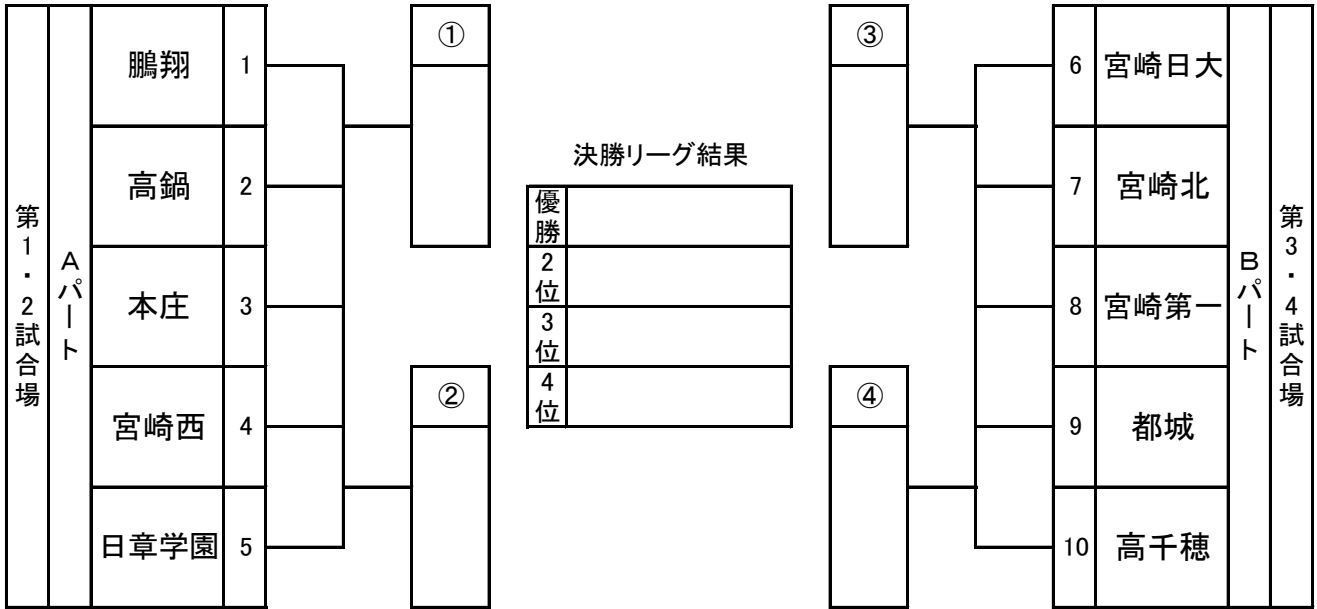 第1・2試合場
Aパート
鵬翔 1
高鍋 2
本庄 3
宮崎西 4
日章学園 5
①
②
決勝リーグ結果
優勝
2位
3位
4位
③
④
6 宮崎日大
7 宮崎北
8 宮崎第一
9 都城
10 高千穂
Bパート
第3・4試合場